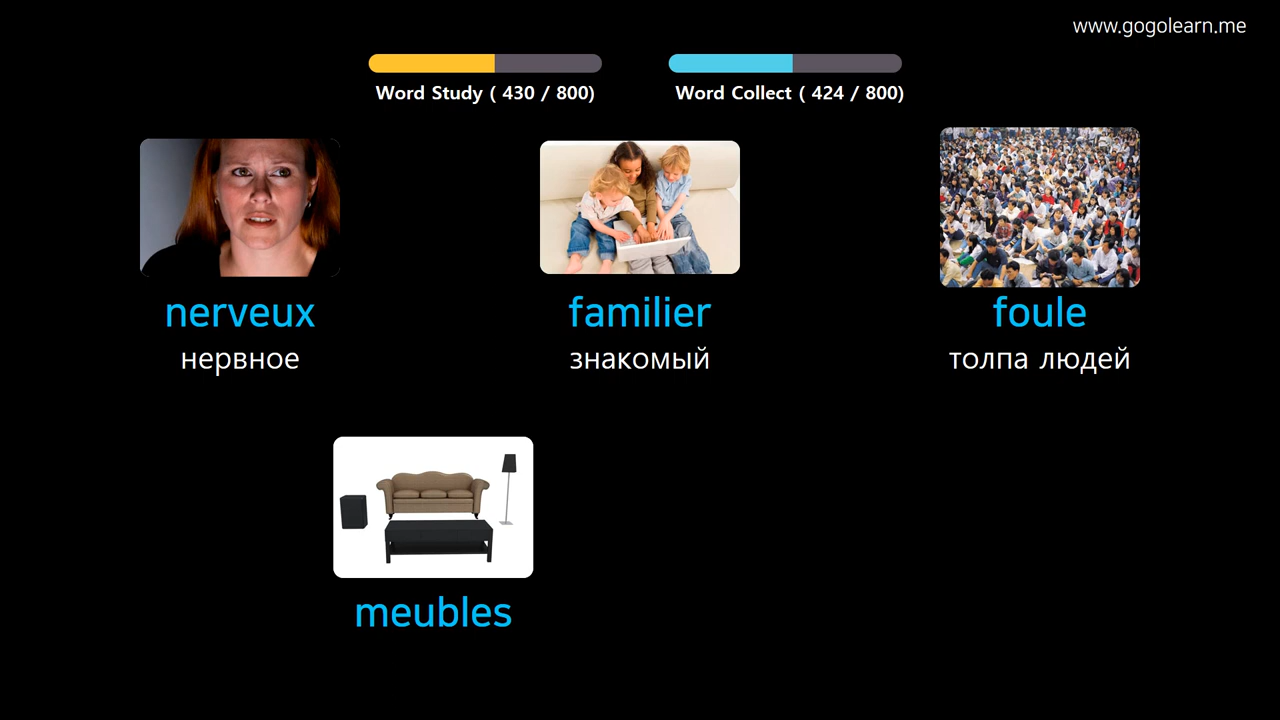 www.gogolearn.me
Word Study ( 430 / 800)
Word Collect ( 424 / 800)
nerveux
familier
foule
нервное
знакомый
толпа людей
meubles